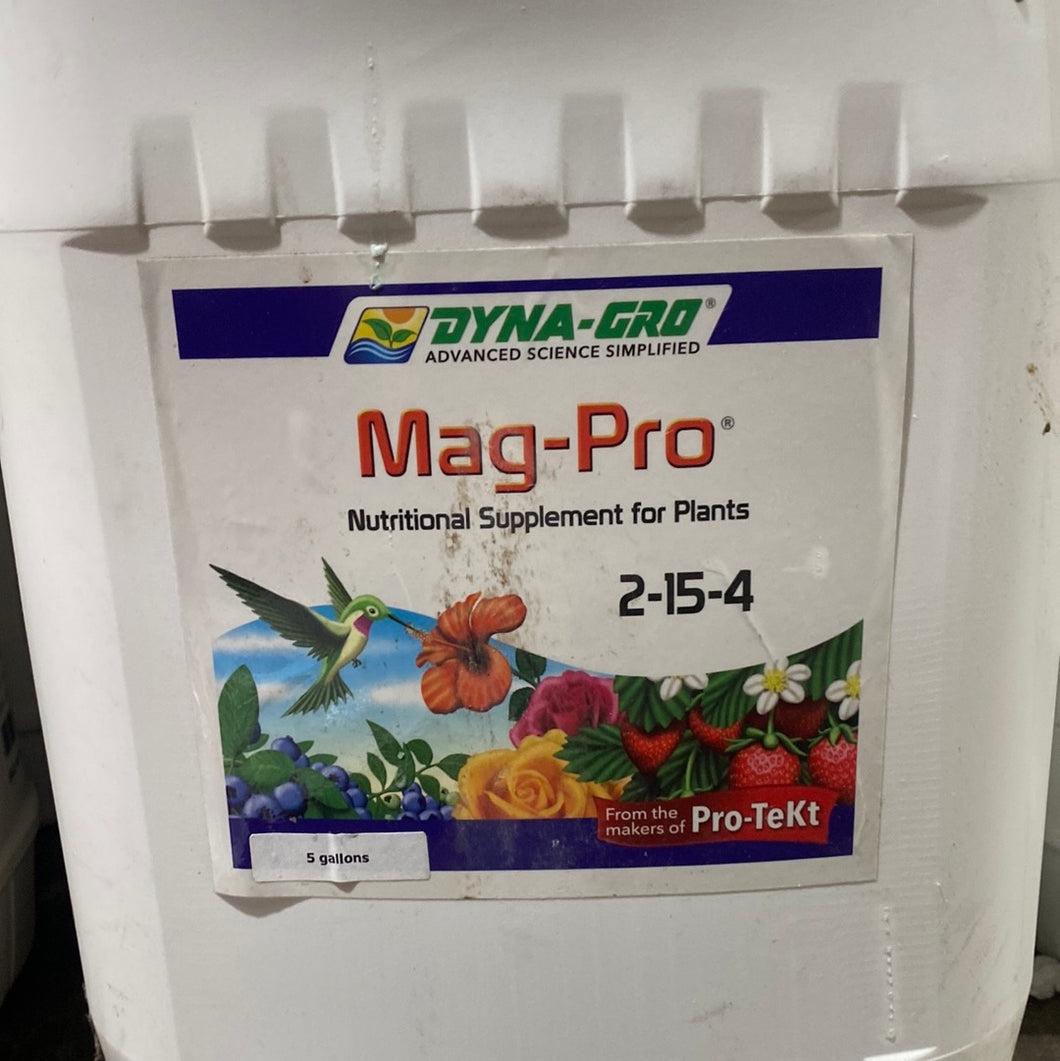 DYNA-GRO®
ADVANCED SCIENCE SIMPLIFIED
Mag-Pro®
Nutritional Supplement for Plants
2-15-4
From the
makers of Pro-TeKt
5 gallons